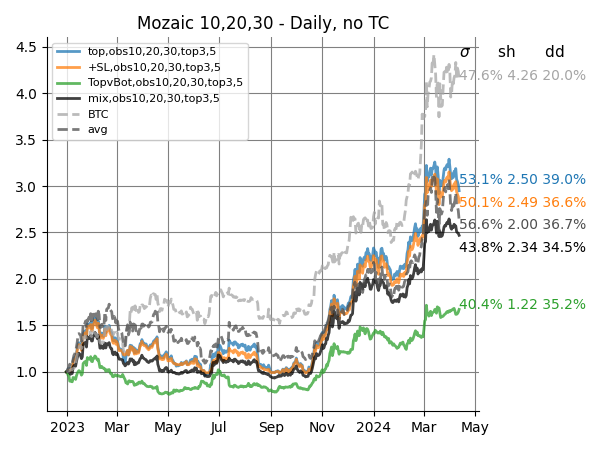 Mozaic 10,20,30 - Daily, no TC
σ sh dd
top,obs10,20,30,top3,5
+SL,obs10,20,30,top3,5
TopvBot,obs10,20,30,top3,5
mix,obs10,20,30,top3,5
BTC
avg
47.6% 4.26 20.0%
53.1% 2.50 39.0%
50.1% 2.49 36.6%
56.6% 2.00 36.7%
43.8% 2.34 34.5%
40.4% 1.22 35.2%
4.5
4.0
3.5
3.0
2.5
2.0
1.5
1.0
2023 Mar May Jul Sep Nov 2024 Mar May